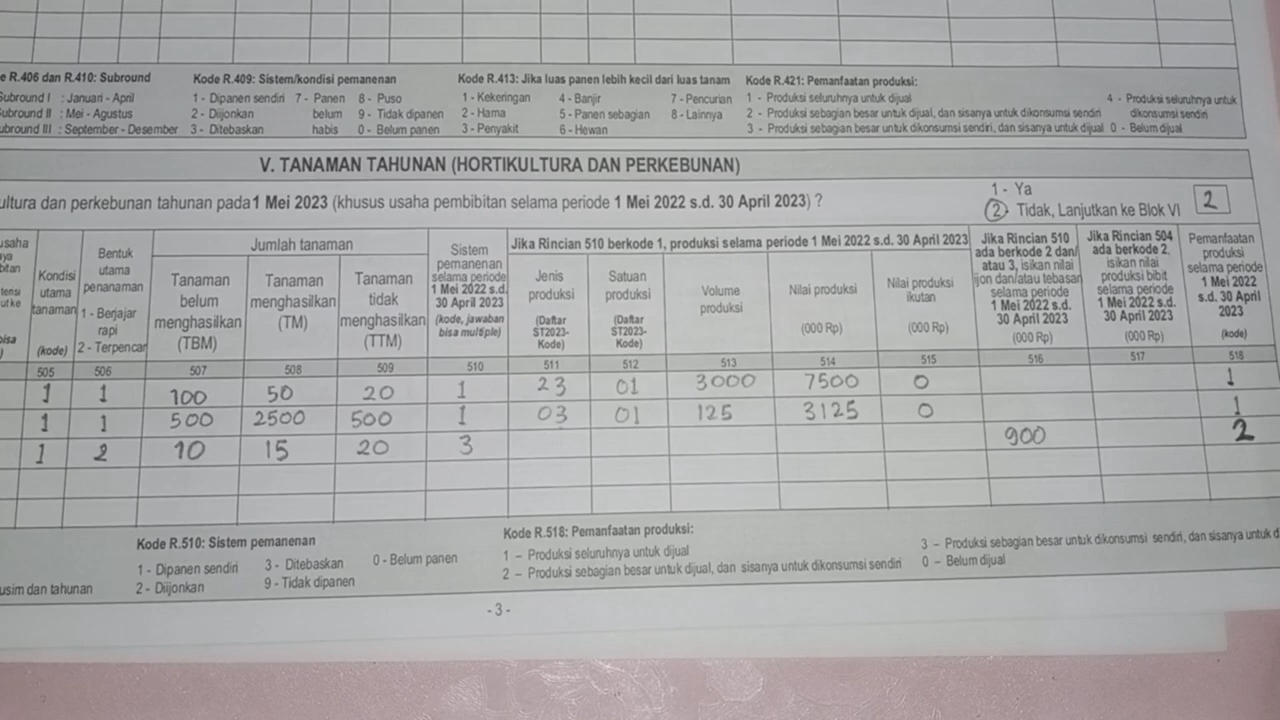 e R.406 dan R.410: Subround
Subround I : Januari - April
Subround II : Mei - Agustus
ubround III : September - Desember
Kode R.409: Sistem/kondisi pemanenan
1 - Dipanen sendiri 7 - Panen 8 - Puso
2 - Diijonkan belum 9 - Tidak dipanen
3 - Ditebaskan habis 0 - Belum panen
Kode R.413: Jika luas panen lebih kecil dari luas tanam
1 - Kekeringan 4 - Banjir 7 - Pencurian
2 - Hama 5 - Panen sebagian 8 - Lainnya
3 - Penyakit 6 - Hewan
Kode R.421: Pemanfaatan produksi:
1 - Produksi seluruhnya untuk dijual 4 - Produksi seluruhnya untuk
2 - Produksi sebagian besar untuk dijual, dan sisanya untuk dikonsumsi sendiri dikonsumsi sendiri
3 - Produksi sebagian besar untuk dikonsumsi sendiri, dan sisanya untuk dijual 0 - Belum dijual
V. TANAMAN TAHUNAN (HORTIKULTURA DAN PERKEBUNAN)
ultura dan perkebunan tahunan pada 1 Mei 2023 (khusus usaha pembibitan selama periode 1 Mei 2022 s.d. 30 April 2023) ?
1 - Ya
2 - Tidak, Lanjutkan ke Blok VI 2
usaha
bitan
Kondisi
utama
tanaman
(kode)
Bentuk
utama
penanaman
1 - Berjajar
rapi
2 - Terpencar
Jumlah tanaman
Tanaman
belum
menghasilkan
(TBM)
Tanaman
menghasilkan
(TM)
Tanaman
tidak
menghasilkan
(TTM)
Sistem
pemanenan
selama periode
1 Mei 2022 s.d.
30 April 2023
(kode, jawaban
bisa multiple)
Jika Rincian 510 berkode 1, produksi selama periode 1 Mei 2022 s.d. 30 April 2023
Jenis
produksi
(Daftar
ST2023-
Kode)
Satuan
produksi
(Daftar
ST2023-
Kode)
Volume
produksi
Nilai produksi
(000 Rp)
Nilai produksi
ikutan
(000 Rp)
Jika Rincian 510
ada berkode 2 dan/
atau 3, isikan nilai
ijon dan/atau tebasan
selama periode
1 Mei 2022 s.d.
30 April 2023
(000 Rp)
Jika Rincian 504
ada berkode 2,
isikan nilai
produksi bibit
selama periode
1 Mei 2022 s.d.
30 April 2023
(000 Rp)
Pemanfaatan
produksi
selama periode
1 Mei 2022
s.d. 30 April
2023
(kode)
505 506 507 508 509 510 511 512 513 514 515 516 517 518
1 1 100 50 20 1 23 01 3000 7500 0 1
1 1 500 2500 500 1 03 01 125 3125 0 1
1 2 10 15 20 3 900 2
Kode R.510: Sistem pemanenan
1 - Dipanen sendiri 3 - Ditebaskan 0 - Belum panen
2 - Diijonkan 9 - Tidak dipanen
usim dan tahunan
Kode R.518: Pemanfaatan produksi:
1 – Produksi seluruhnya untuk dijual
2 – Produksi sebagian besar untuk dijual, dan sisanya untuk dikonsumsi sendiri
3 – Produksi sebagian besar untuk dikonsumsi sendiri, dan sisanya untuk d
0 – Belum dijual
- 3 -